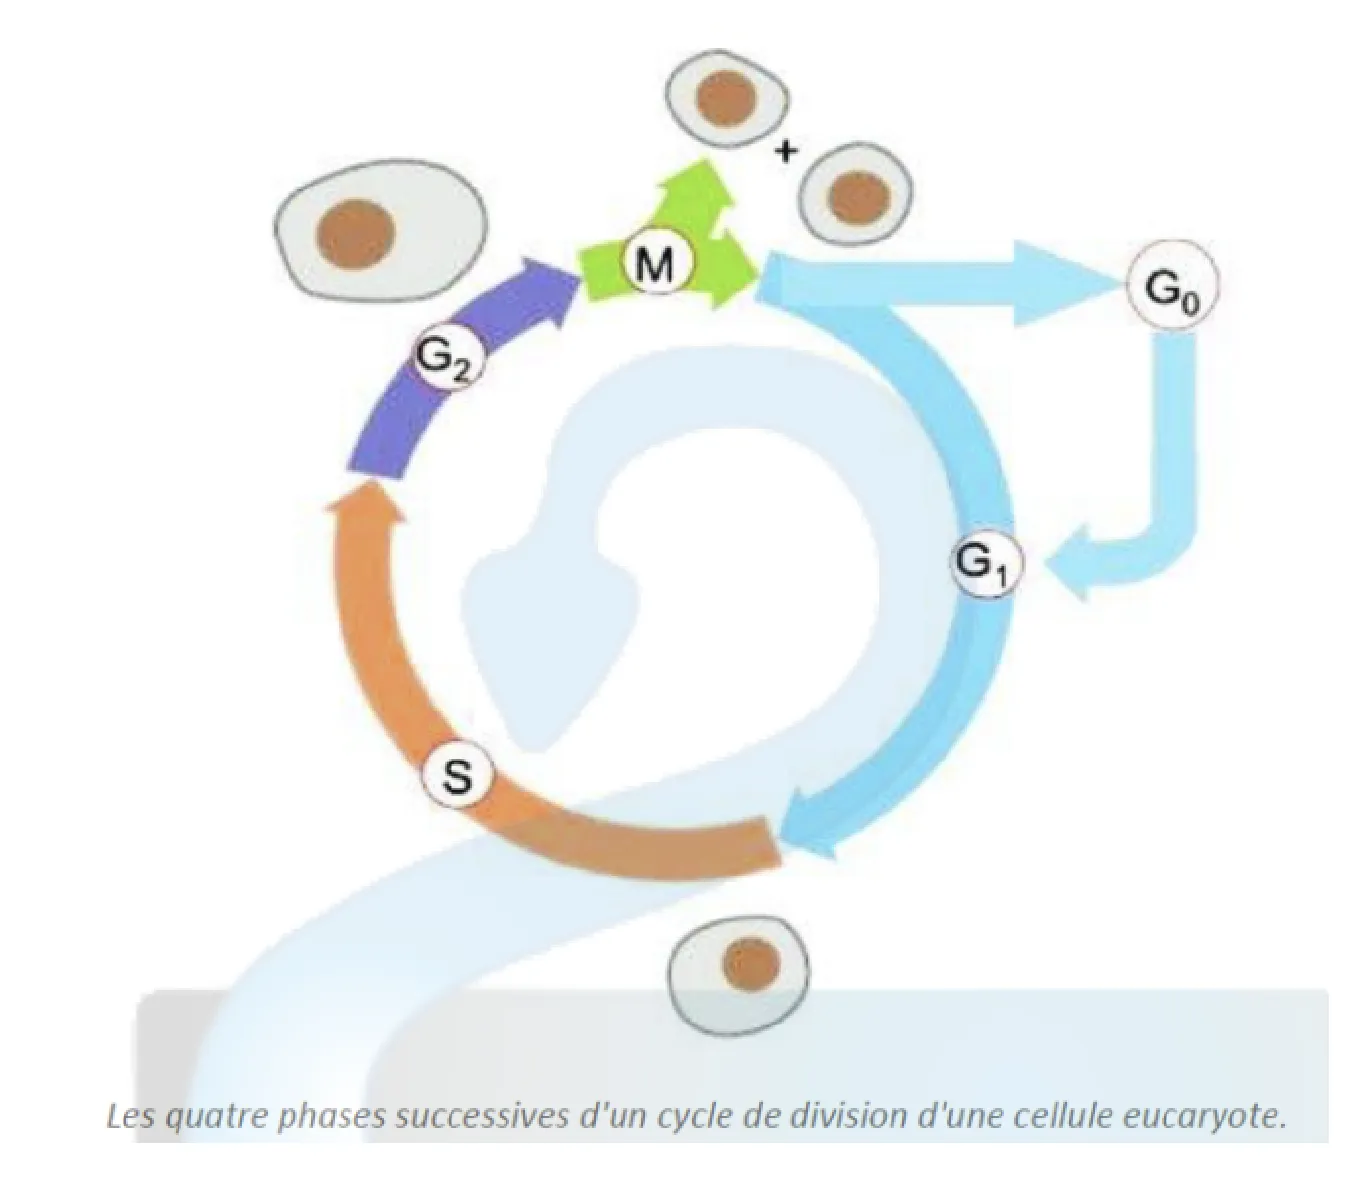 +
M
G₀
G₂
G₁
S
Les quatre phases successives d'un cycle de division d'une cellule eucaryote.